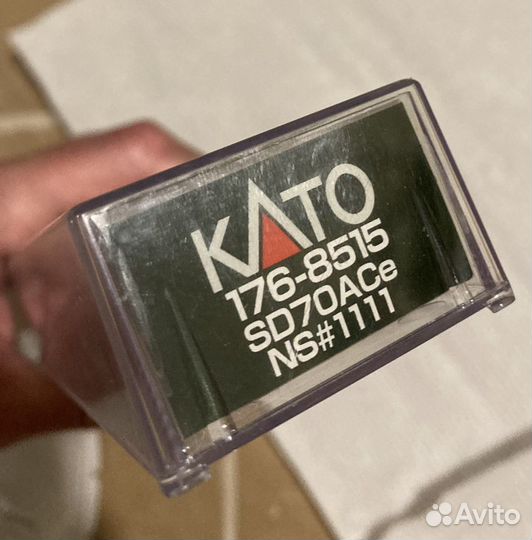 KATO
176-8515
SD70ACe
NS#1111
Avito